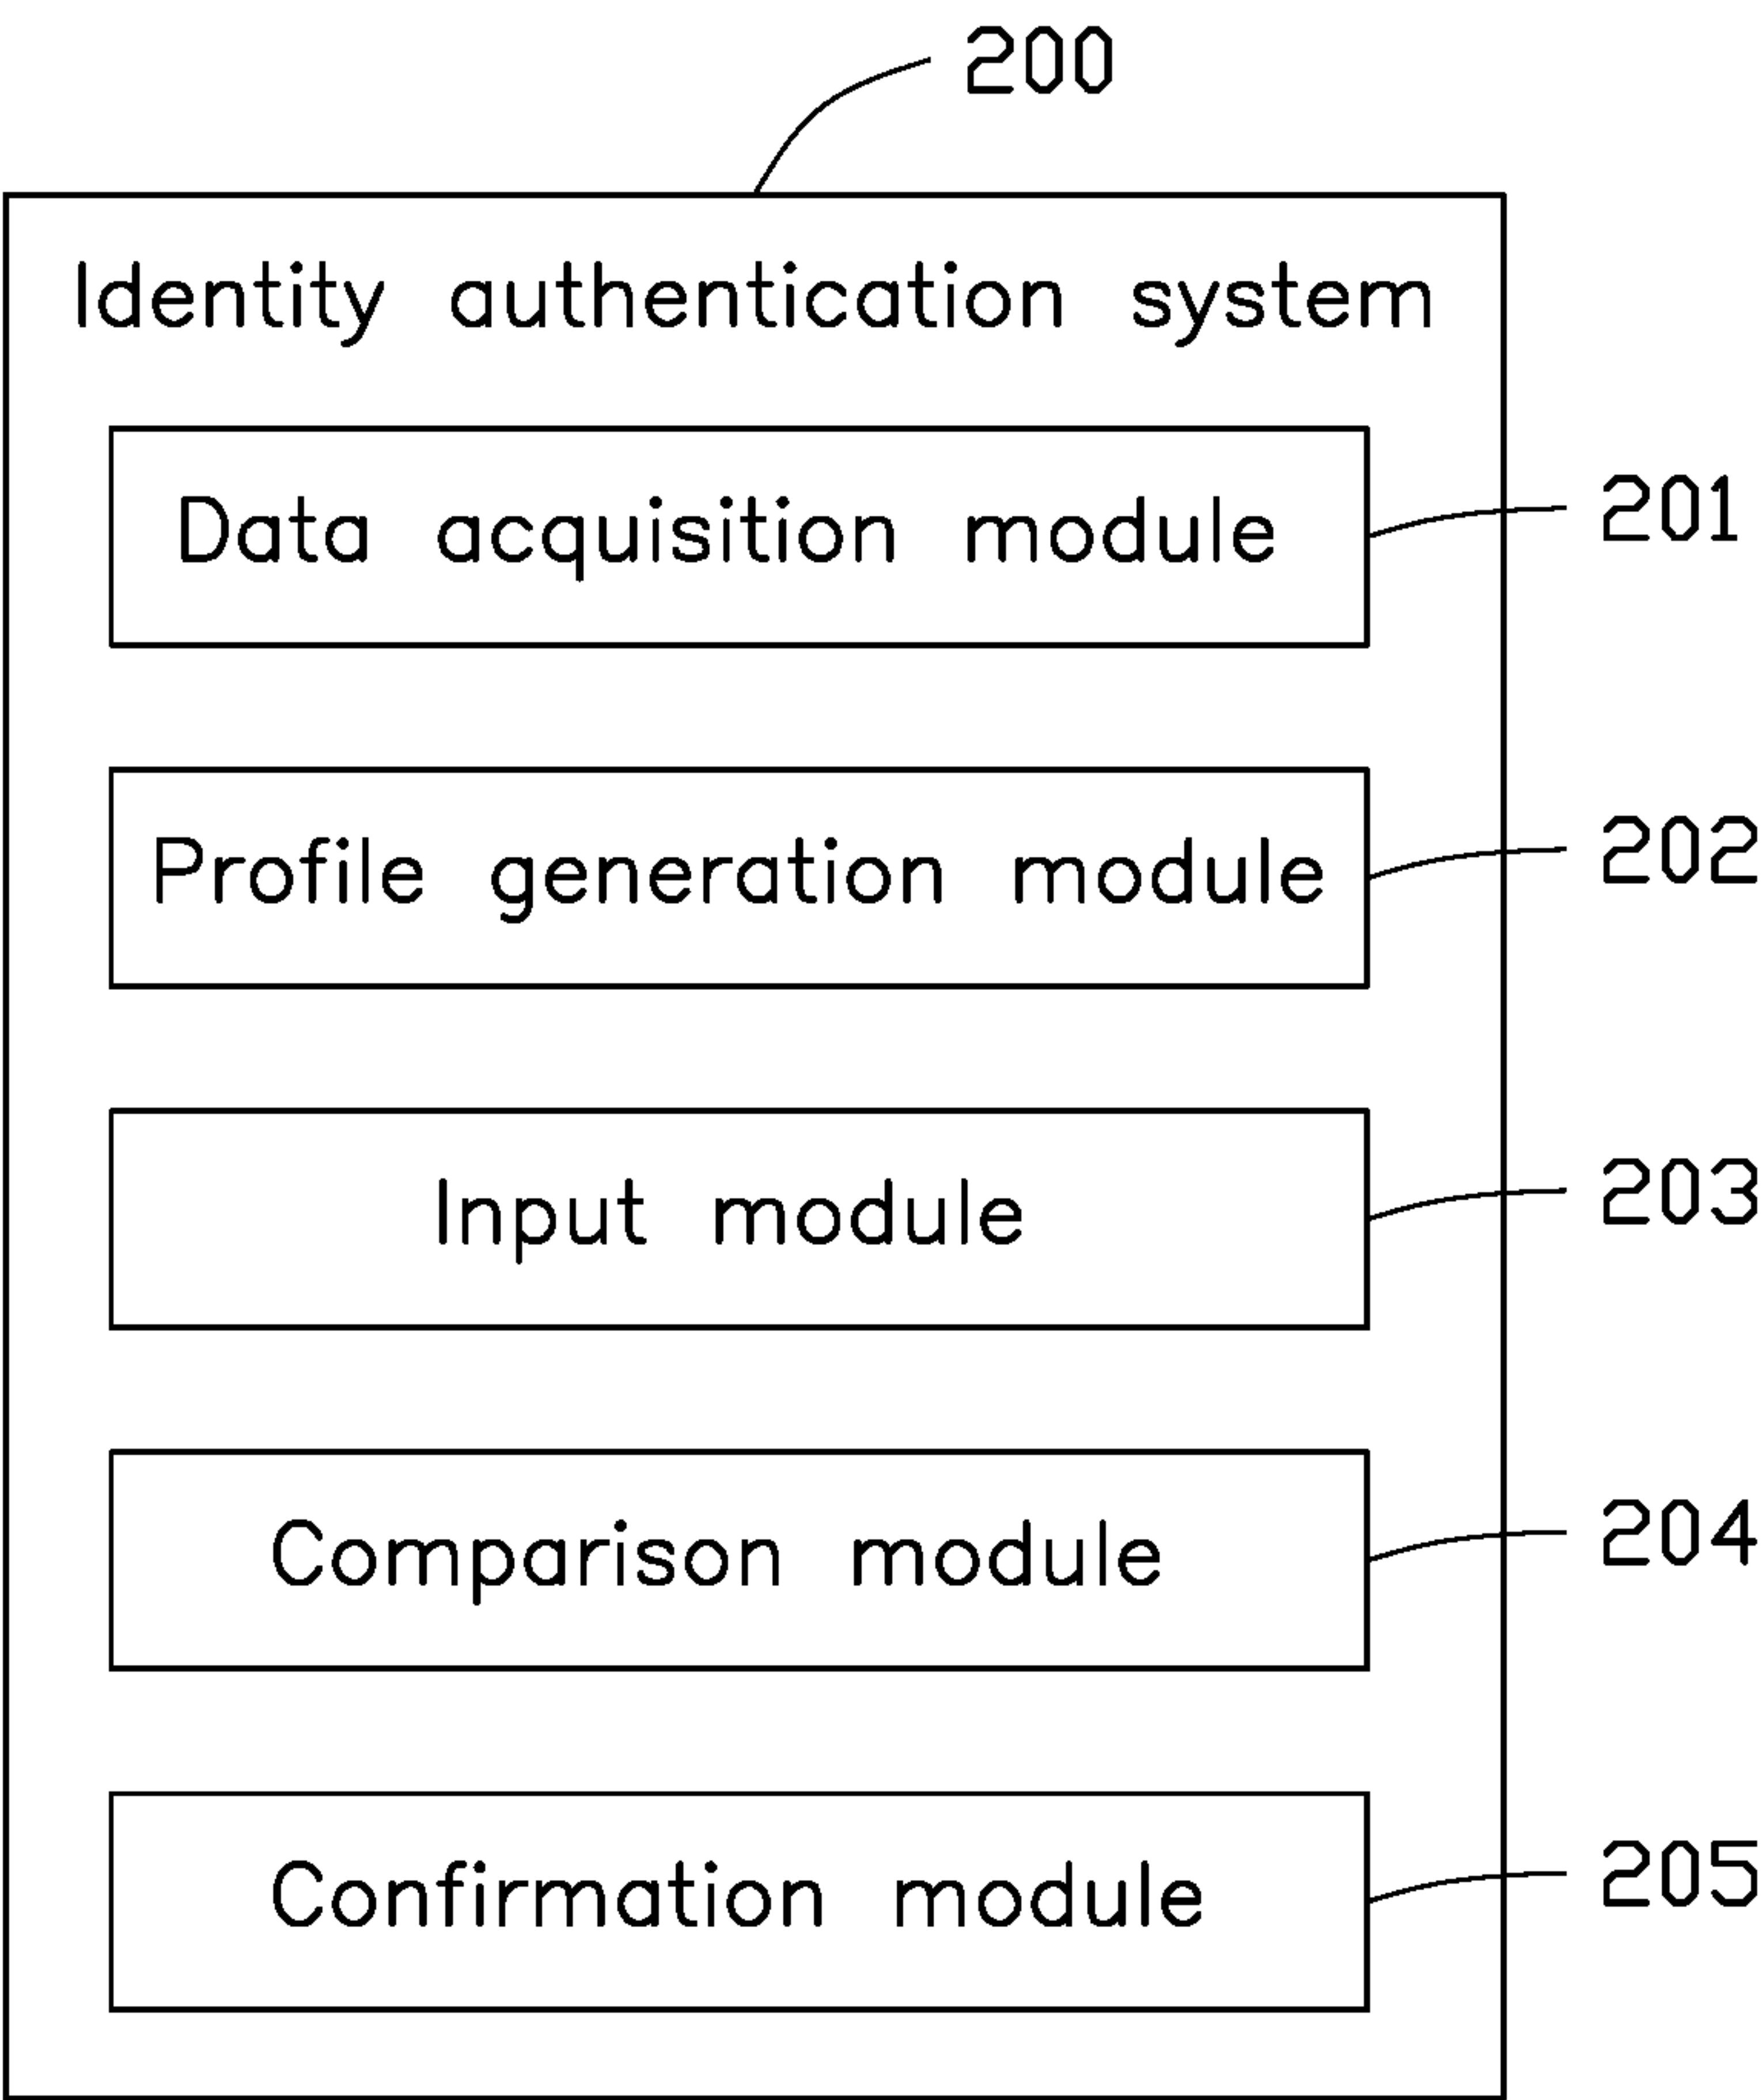 200
Identity authentication system
Data acquisition module
201
Profile generation module
202
Input module
203
Comparison module
204
Confirmation module
205